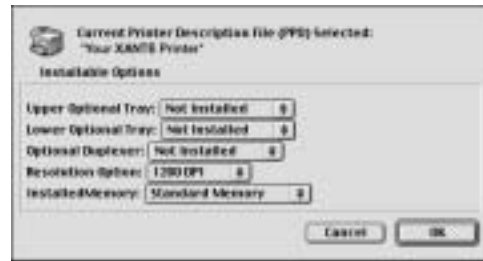 Current Printer Description File (PPD) Selected:
"Your XANTÉ Printer"
Installable Options
Upper Optional Tray: Not Installed
Lower Optional Tray: Not Installed
Optional Duplexer: Not Installed
Resolution Option: 1200 DPI
InstalledMemory: Standard Memory
Cancel OK